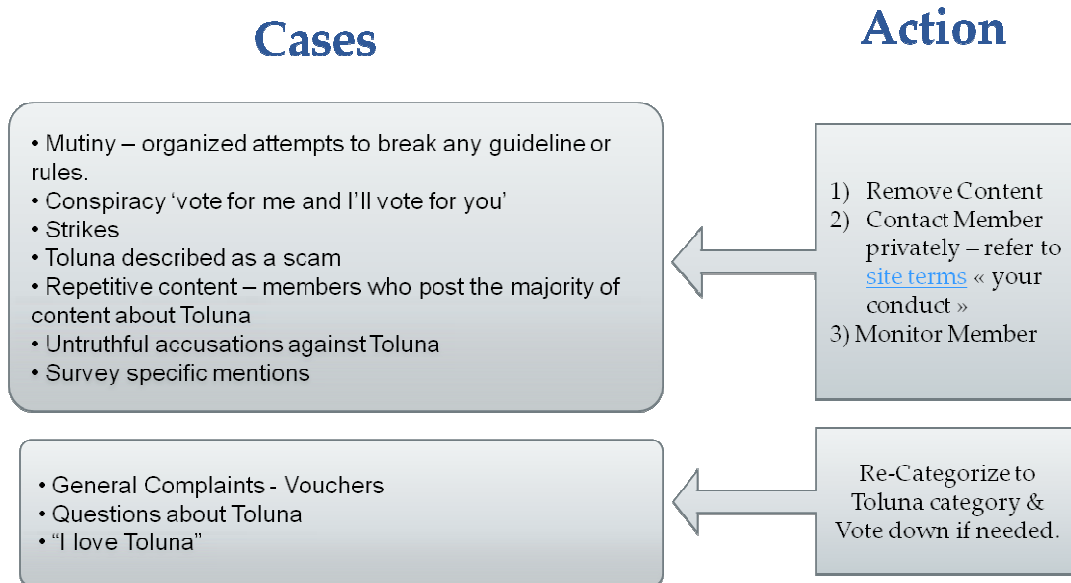 Cases
Action
• Mutiny – organized attempts to break any guideline or
rules.
• Conspiracy ‘vote for me and I’ll vote for you’
• Strikes
• Toluna described as a scam
• Repetitive content – members who post the majority of
content about Toluna
• Untruthful accusations against Toluna
• Survey specific mentions
1) Remove Content
2) Contact Member
privately – refer to
site terms « your
conduct »
3) Monitor Member
• General Complaints - Vouchers
• Questions about Toluna
• “I love Toluna”
Re-Categorize to
Toluna category &
Vote down if needed.